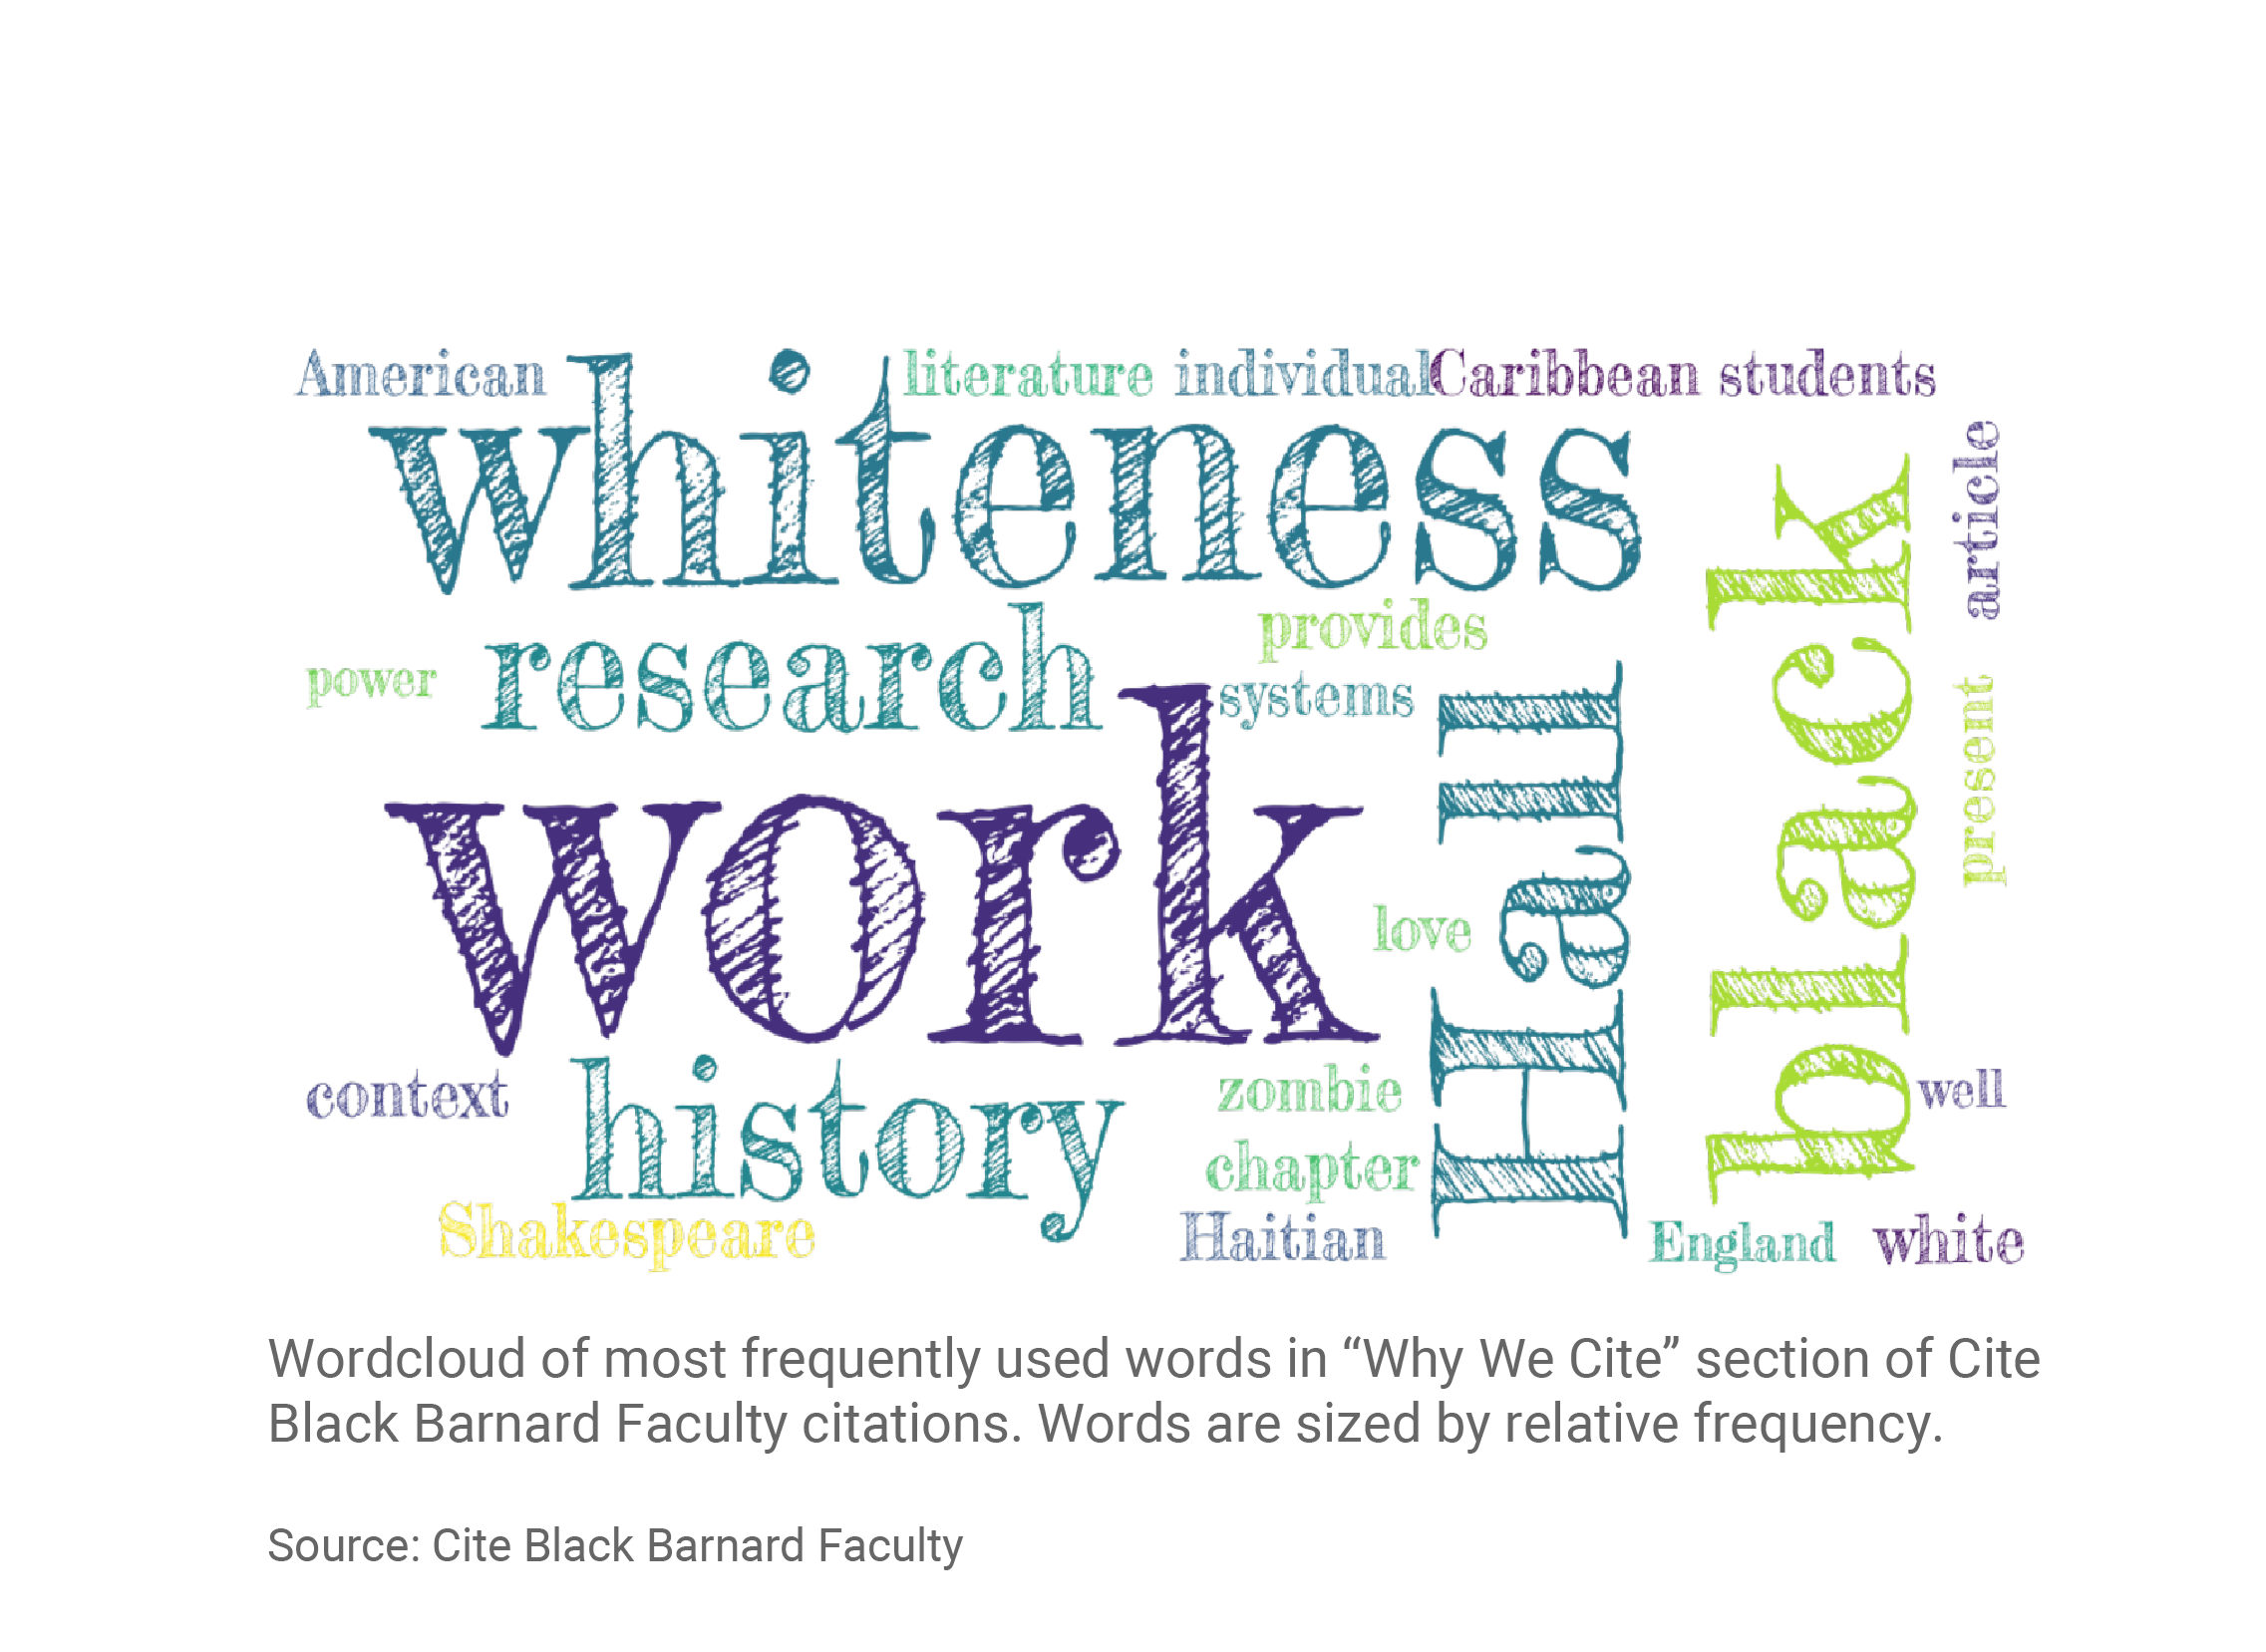 American
whiteness
literature
individual
Caribbean
students
article
black
research
provides
power
systems
Hall
present
work
love
context
history
zombie
well
chapter
Shakespeare
Haitian
England
white
Wordcloud of most frequently used words in “Why We Cite” section of Cite
Black Barnard Faculty citations. Words are sized by relative frequency.
Source: Cite Black Barnard Faculty